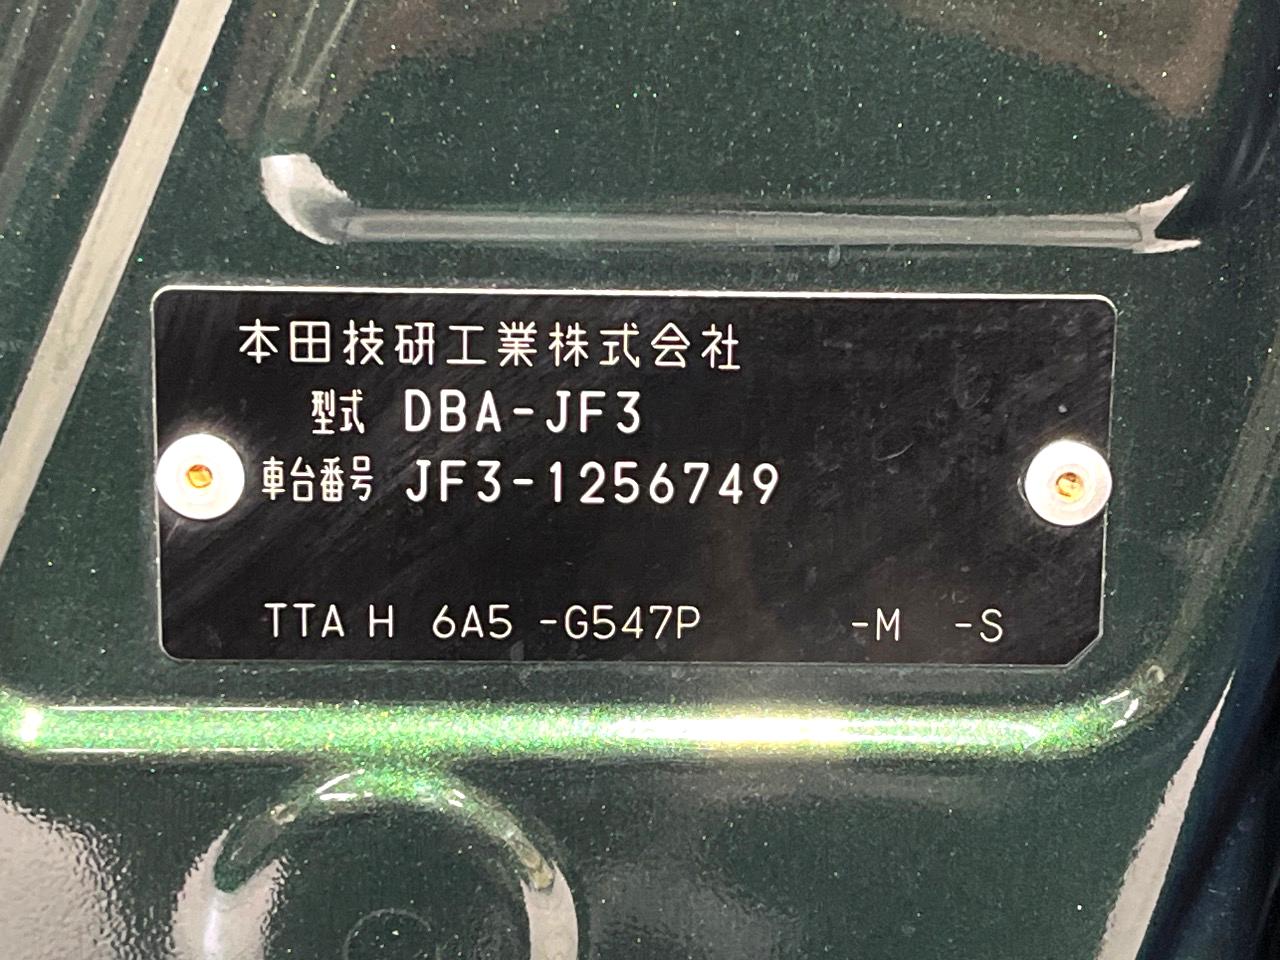 本田技研工業株式会社
型式 DBA-JF3
車台番号 JF3-1256749
TTA H 6A5 -G547P -M -S